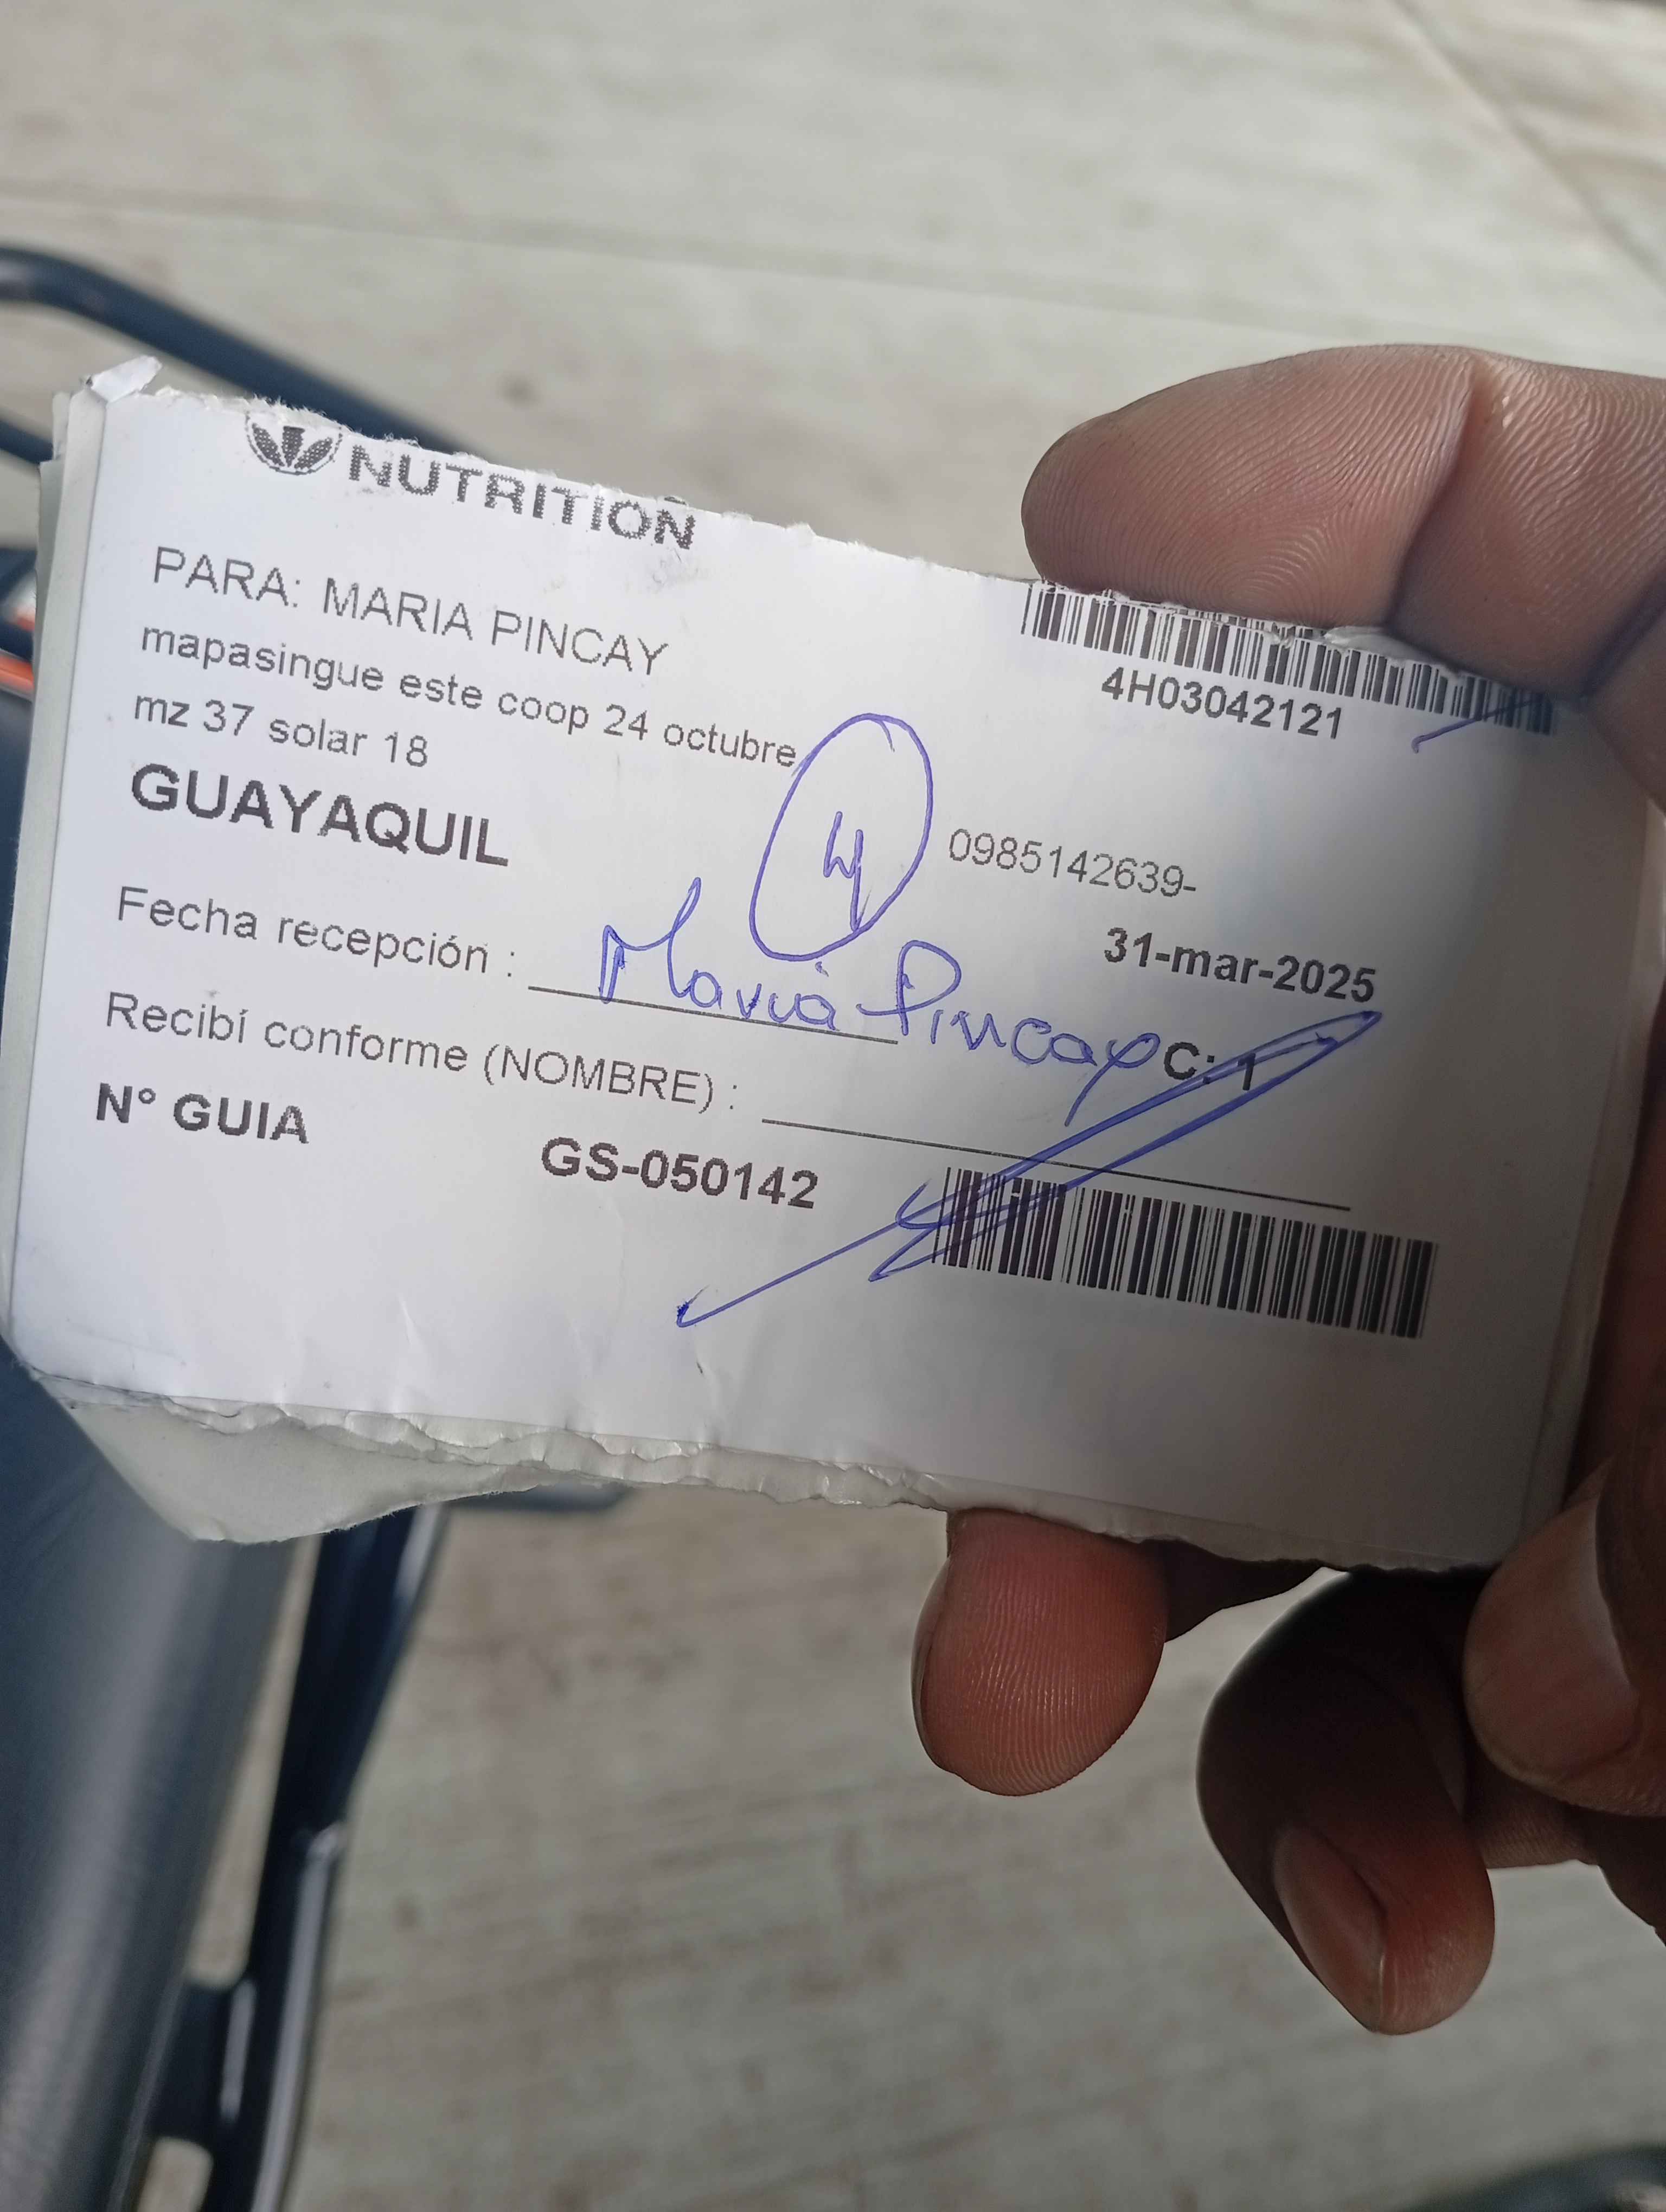 NUTRITION
PARA: MARIA PINCAY
4H03042121
mapasingue este coop 24 octubre
mz 37 solar 18
4
GUAYAQUIL
0985142639-
31-mar-2025
Fecha recepción :
Maria Pincay
C: 1
Recibí conforme (NOMBRE) :
N° GUIA GS-050142